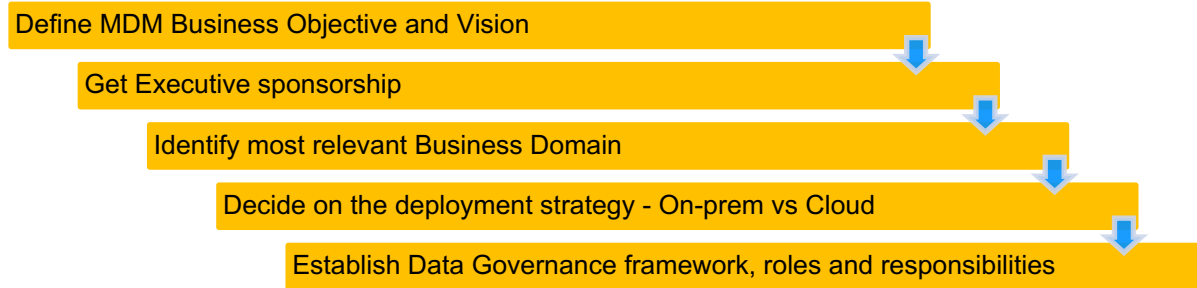 Define MDM Business Objective and Vision
Get Executive sponsorship
Identify most relevant Business Domain
Decide on the deployment strategy - On-prem vs Cloud
Establish Data Governance framework, roles and responsibilities